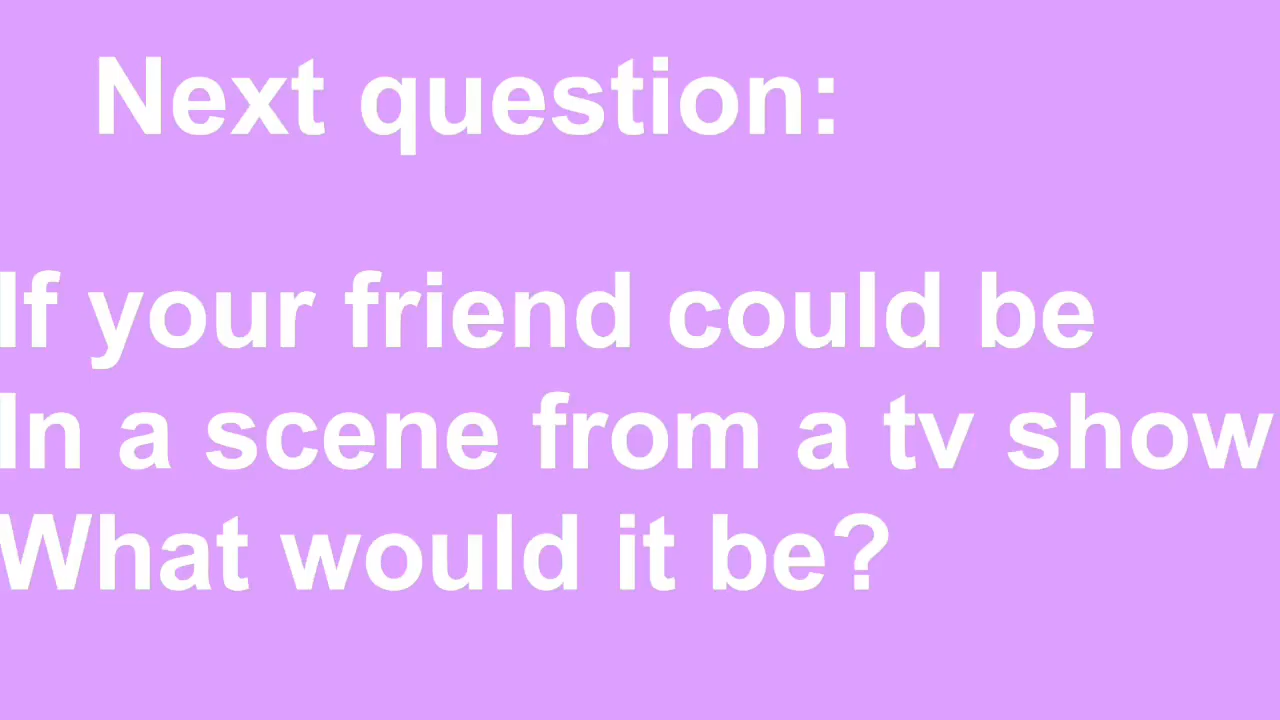 Next question:
If your friend could be
In a scene from a tv show
What would it be?